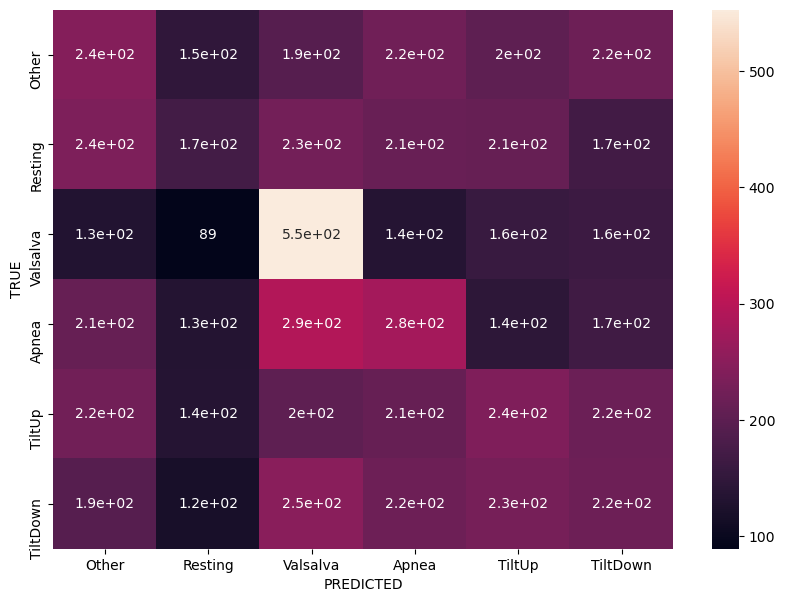 TRUE
Other 2.4e+02 1.5e+02 1.9e+02 2.2e+02 2e+02 2.2e+02
Resting 2.4e+02 1.7e+02 2.3e+02 2.1e+02 2.1e+02 1.7e+02
Valsalva 1.3e+02 89 5.5e+02 1.4e+02 1.6e+02 1.6e+02
Apnea 2.1e+02 1.3e+02 2.9e+02 2.8e+02 1.4e+02 1.7e+02
TiltUp 2.2e+02 1.4e+02 2e+02 2.1e+02 2.4e+02 2.2e+02
TiltDown 1.9e+02 1.2e+02 2.5e+02 2.2e+02 2.3e+02 2.2e+02
Other Resting Valsalva Apnea TiltUp TiltDown
PREDICTED
500
400
300
200
100